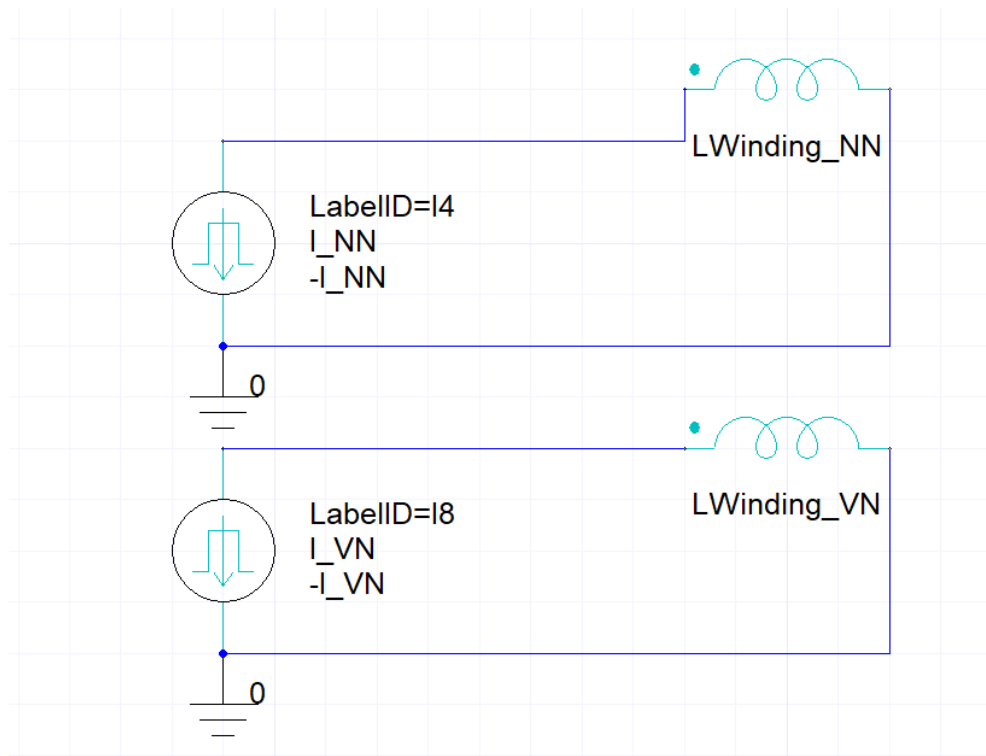 LWinding_NN
LabelID=I4
I_NN
-I_NN
0
LWinding_VN
LabelID=I8
I_VN
-I_VN
0